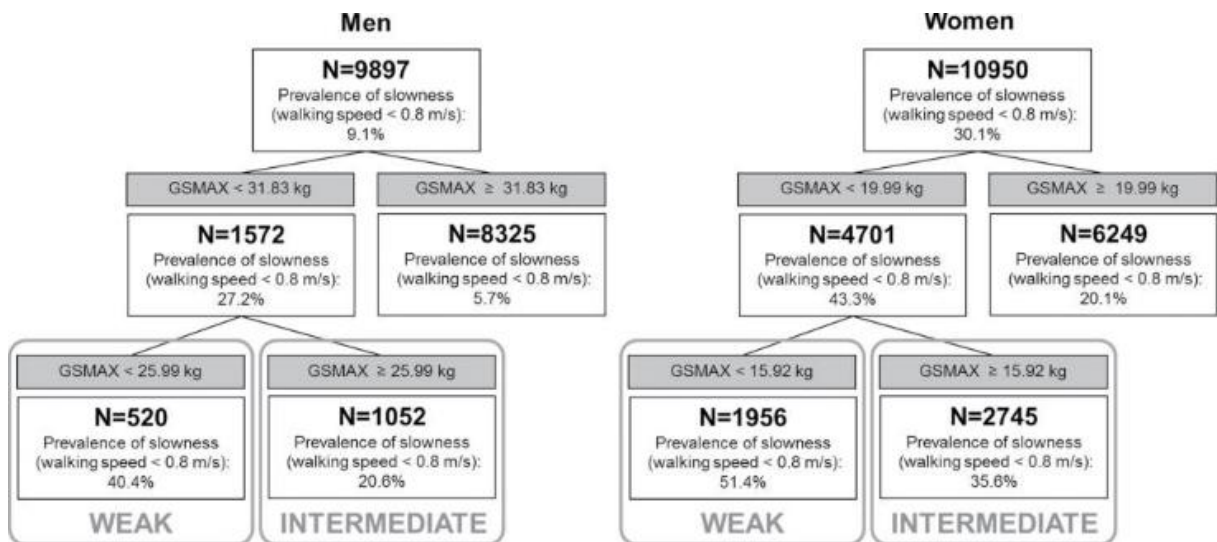 Men
N=9897
Prevalence of slowness
(walking speed < 0.8 m/s):
9.1%
GSMAX < 31.83 kg
GSMAX ≥ 31.83 kg
N=1572
Prevalence of slowness
(walking speed < 0.8 m/s):
27.2%
N=8325
Prevalence of slowness
(walking speed < 0.8 m/s):
5.7%
GSMAX < 25.99 kg
GSMAX ≥ 25.99 kg
N=520
Prevalence of slowness
(walking speed < 0.8 m/s):
40.4%
WEAK
N=1052
Prevalence of slowness
(walking speed < 0.8 m/s):
20.6%
INTERMEDIATE
Women
N=10950
Prevalence of slowness
(walking speed < 0.8 m/s):
30.1%
GSMAX < 19.99 kg
GSMAX ≥ 19.99 kg
N=4701
Prevalence of slowness
(walking speed < 0.8 m/s):
43.3%
N=6249
Prevalence of slowness
(walking speed < 0.8 m/s):
20.1%
GSMAX < 15.92 kg
GSMAX ≥ 15.92 kg
N=1956
Prevalence of slowness
(walking speed < 0.8 m/s):
51.4%
WEAK
N=2745
Prevalence of slowness
(walking speed < 0.8 m/s):
35.6%
INTERMEDIATE